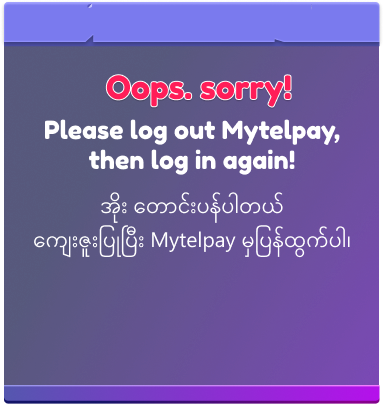 Oops. sorry!
Please log out Mytelpay,
then log in again!
အိုး တောင်းပန်ပါတယ်
ကျေးဇူးပြုပြီး Mytelpay မှပြန်ထွက်ပါ၊